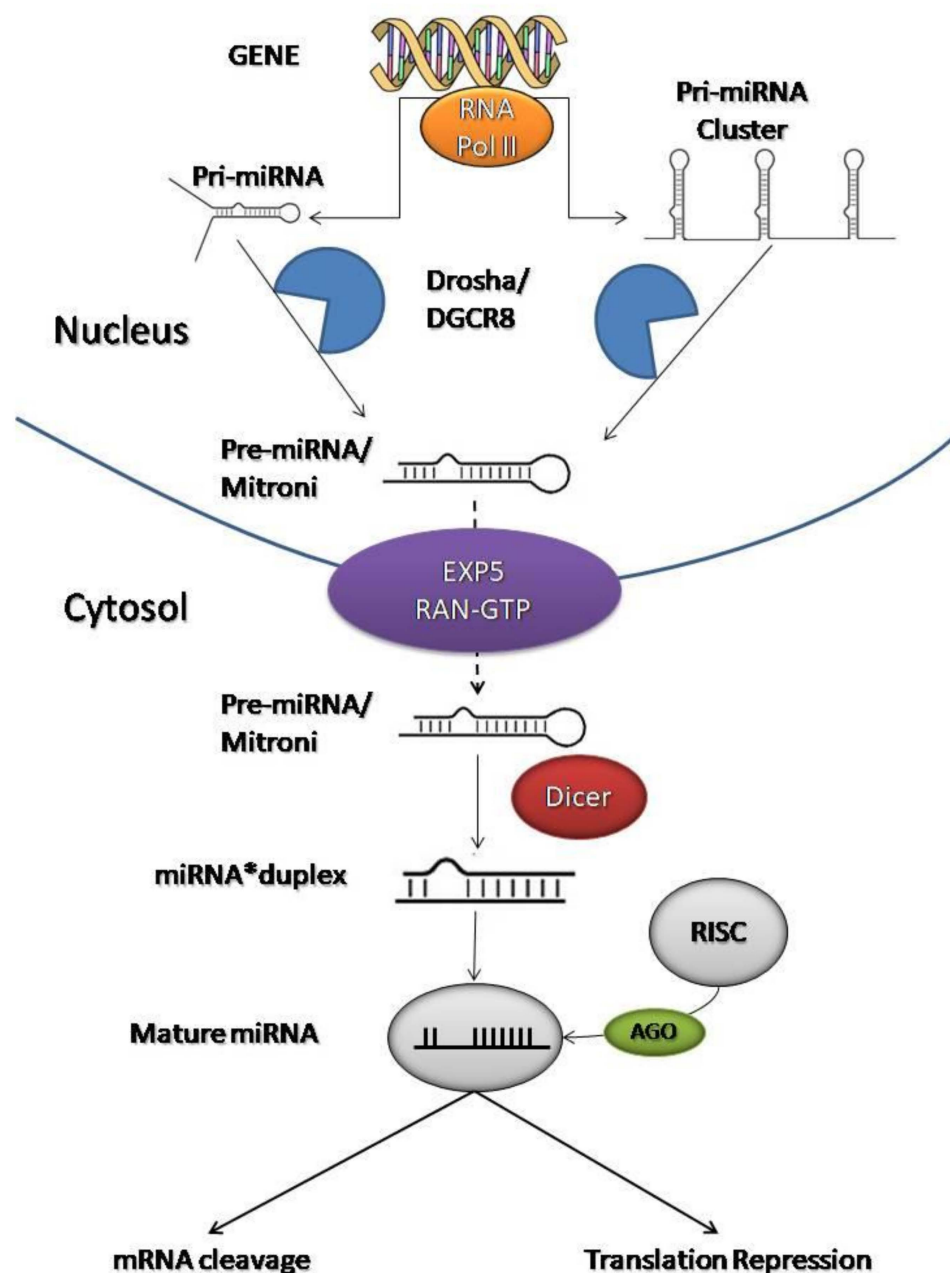 GENE
RNA
Pol II
Pri-miRNA
Cluster
Pri-miRNA
Drosha/
DGCR8
Nucleus
Pre-miRNA/
Mitroni
EXP5
RAN-GTP
Cytosol
Pre-miRNA/
Mitroni
Dicer
miRNA*duplex
RISC
Mature miRNA
AGO
mRNA cleavage
Translation Repression